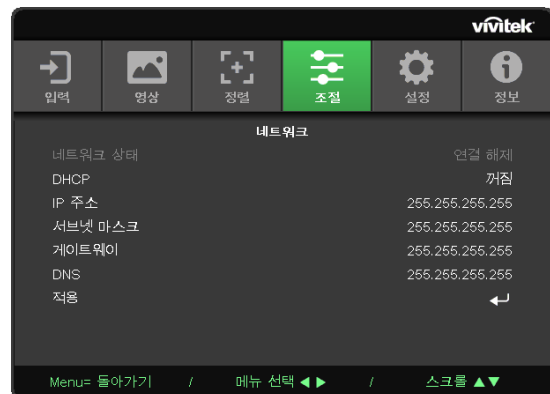 vivitek
입력 영상 정렬 조절 설정 정보
네트워크
네트워크 상태 연결 해제
DHCP 꺼짐
IP 주소 255.255.255.255
서브넷 마스크 255.255.255.255
게이트웨이 255.255.255.255
DNS 255.255.255.255
적용
Menu= 돌아가기 / 메뉴 선택 ◀ ▶ / 스크롤 ▲▼